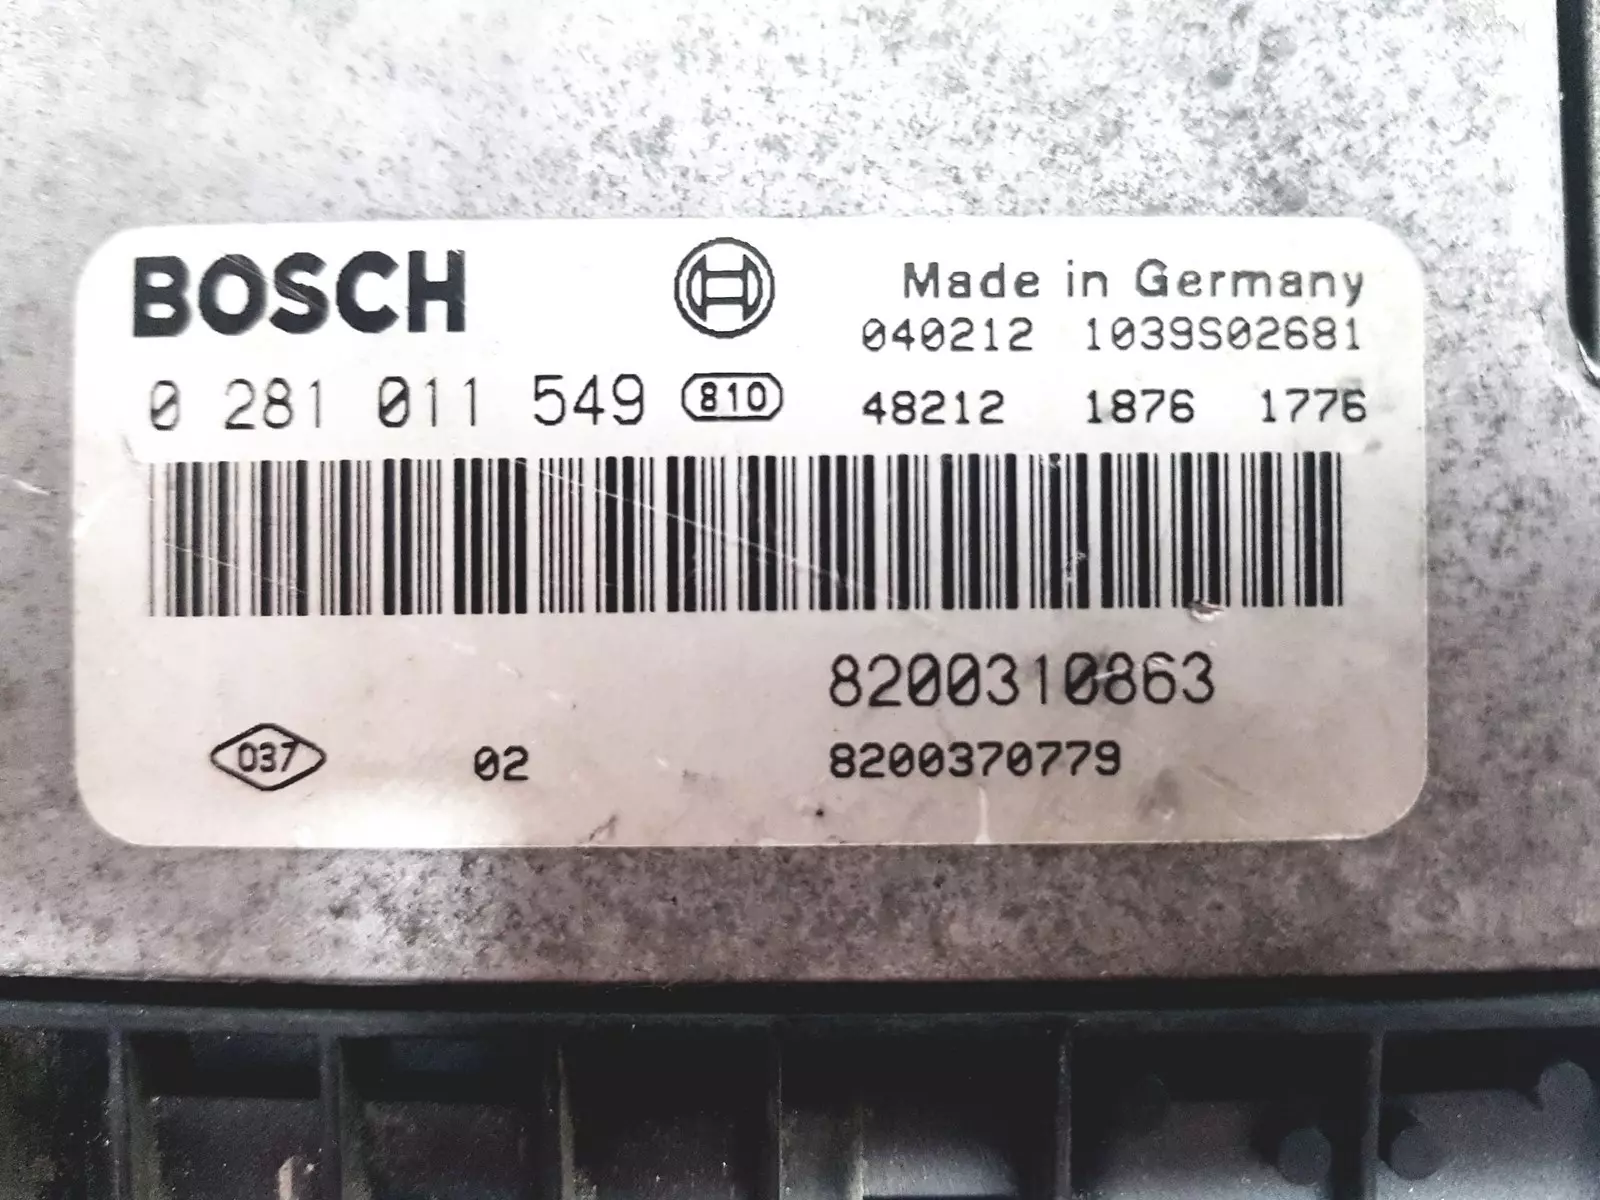 BOSCH
Made in Germany
040212 1039S02681
0 281 011 549 810
48212 1876 1776
8200310863
037 02 8200370779